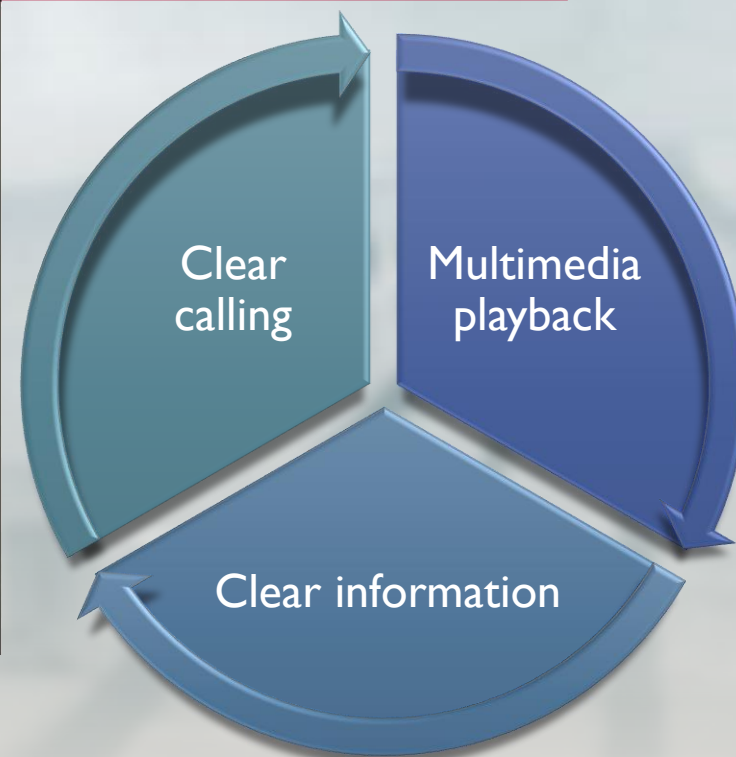 Clear
calling
Multimedia
playback
Clear information